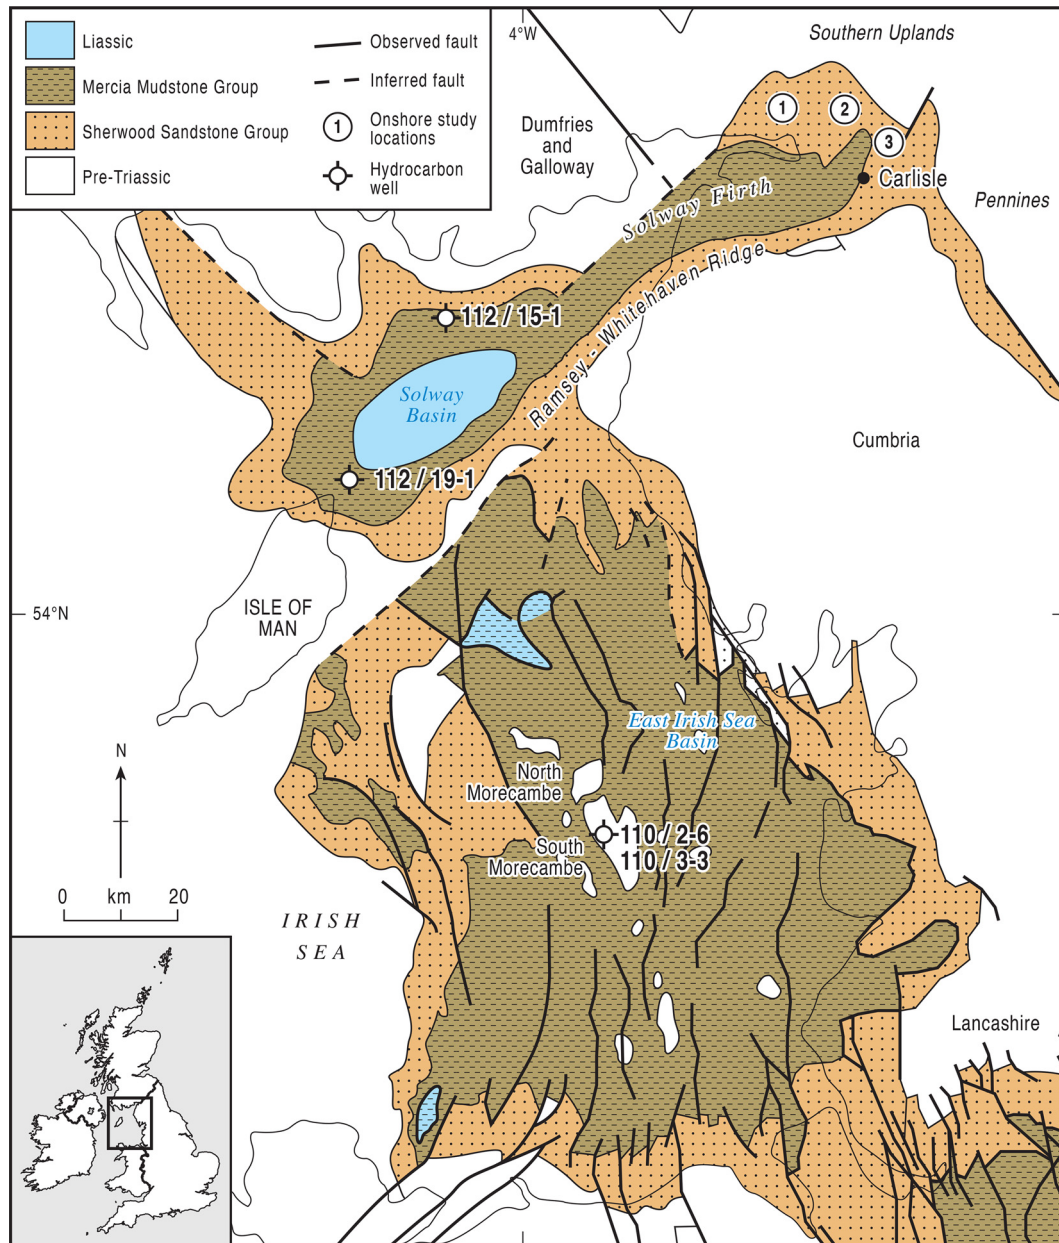 Liassic
Mercia Mudstone Group
Sherwood Sandstone Group
Pre-Triassic
Observed fault
Inferred fault
1
Onshore study
locations
Hydrocarbon
well
4°W
Southern Uplands
Dumfries
and
Galloway
1
2
3
Carlisle
Pennines
Solway Firth
Ramsey - Whitehaven Ridge
112 / 15-1
Solway
Basin
112 / 19-1
Cumbria
54°N
ISLE OF
MAN
East Irish Sea
Basin
North
Morecambe
South
Morecambe
110 / 2-6
110 / 3-3
N
0 km 20
IRISH
SEA
Lancashire